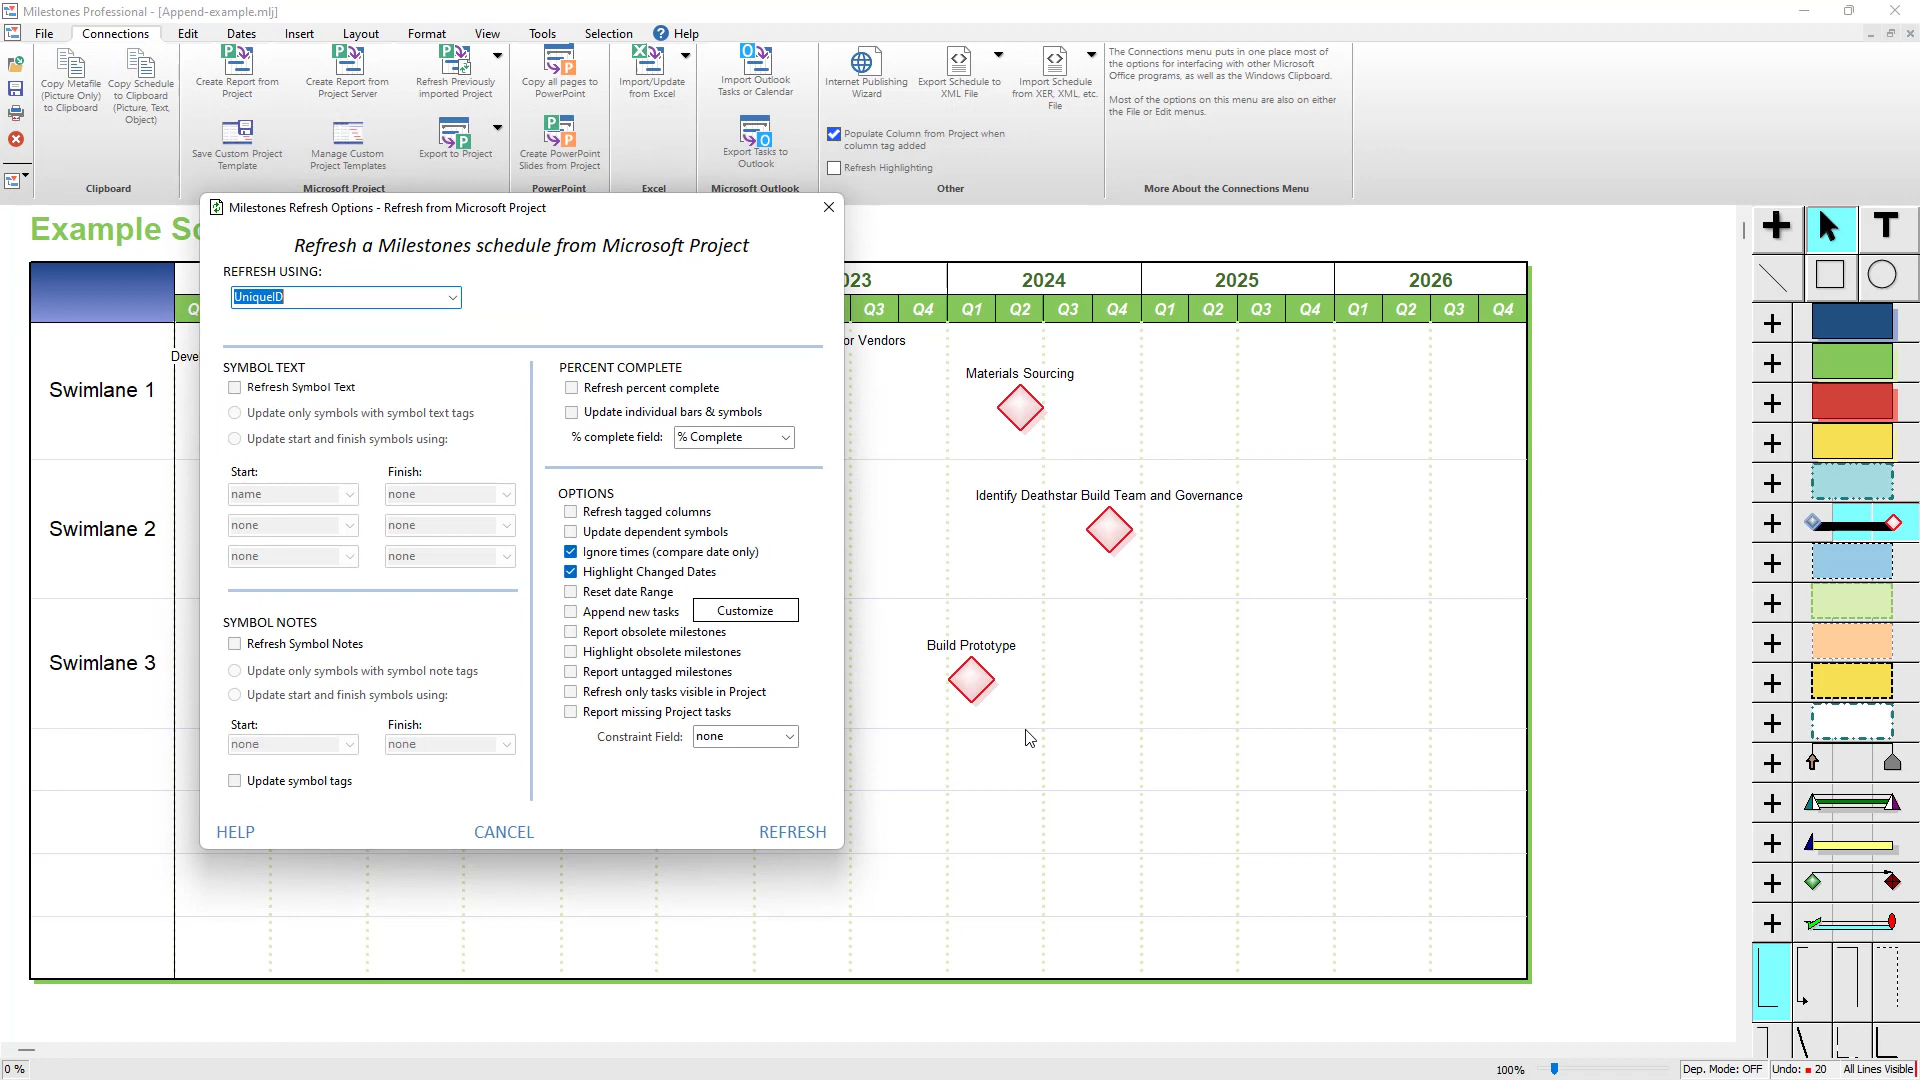 Milestones Professional - [Append-example.mlj]
File
Connections
Edit
Dates
Insert
Layout
Format
View
Tools
Selection
Help
Copy Metafile
(Picture Only)
to Clipboard
Copy Schedule
to Clipboard
(Picture, Text,
Object)
Clipboard
Create Report from
Project
Create Report from
Project Server
Refresh Previously
imported Project
Save Custom Project
Template
Manage Custom
Project Templates
Export to Project
Microsoft Project
Copy all pages to
PowerPoint
Create PowerPoint
Slides from Project
PowerPoint
Import/Update
from Excel
Excel
Import Outlook
Tasks or Calendar
Export Tasks to
Outlook
Microsoft Outlook
Internet Publishing
Wizard
Export Schedule to
XML File
Import Schedule
from XER, XML, etc.
File
Populate Column from Project when
column tag added
Refresh Highlighting
Other
The Connections menu puts in one place most of
the options for interfacing with other Microsoft
Office programs, as well as the Windows Clipboard.
Most of the options on this menu are also on either
the File or Edit menus.
More About the Connections Menu
Example Sc
Milestones Refresh Options - Refresh from Microsoft Project
Refresh a Milestones schedule from Microsoft Project
REFRESH USING:
UniqueID
SYMBOL TEXT
Refresh Symbol Text
Update only symbols with symbol text tags
Update start and finish symbols using:
Start:
Finish:
name
none
none
none
none
none
SYMBOL NOTES
Refresh Symbol Notes
Update only symbols with symbol note tags
Update start and finish symbols using:
Start:
Finish:
none
none
Update symbol tags
PERCENT COMPLETE
Refresh percent complete
Update individual bars & symbols
% complete field:
% Complete
OPTIONS
Refresh tagged columns
Update dependent symbols
Ignore times (compare date only)
Highlight Changed Dates
Reset date Range
Append new tasks
Customize
Report obsolete milestones
Highlight obsolete milestones
Report untagged milestones
Refresh only tasks visible in Project
Report missing Project tasks
Constraint Field:
none
HELP
CANCEL
REFRESH
023
2024
2025
2026
Q
Q3
Q4
Q1
Q2
Q3
Q4
Q1
Q2
Q3
Q4
Q1
Q2
Q3
Q4
Swimlane 1
Deve
or Vendors
Materials Sourcing
Swimlane 2
Identify Deathstar Build Team and Governance
Swimlane 3
Build Prototype
T
0 %
100%
Dep. Mode: OFF
Undo: 20
All Lines Visible